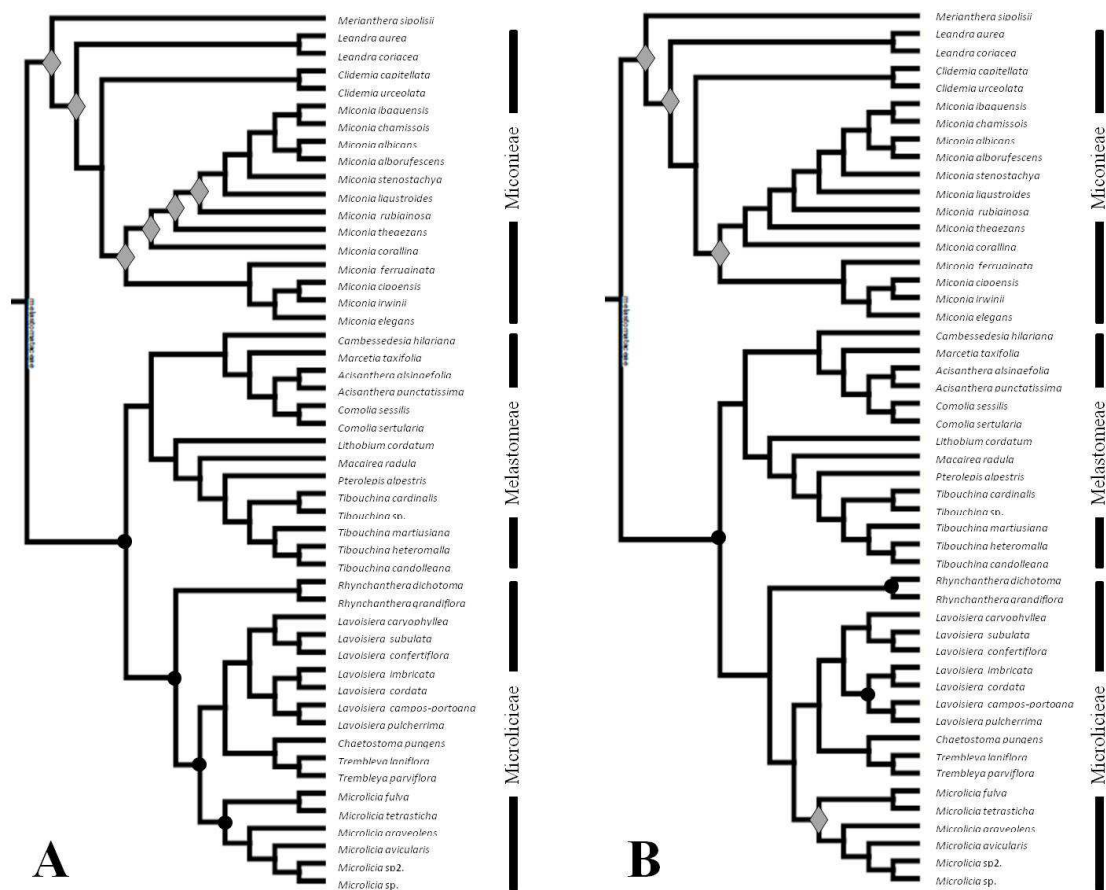 Merianthera sipolisii
Leandra aurea
Leandra coriacea
Clidemia capitellata
Clidemia urceolata
Miconia ibaguensis
Miconia chamissois
Miconia albicans
Miconia alborufescens
Miconia stenostachya
Miconia ligustroides
Miconia rubiginosa
Miconia theaezans
Miconia corallina
Miconia ferruginata
Miconia cipoensis
Miconia irwinii
Miconia elegans
Cambessedesia hilariana
Marcetia taxifolia
Acisanthera alsinaefolia
Acisanthera punctatissima
Comolia sessilis
Comolia sertularia
Lithobium cordatum
Macairea radula
Pterolepis alpestris
Tibouchina cardinalis
Tibouchina sp.
Tibouchina martiusiana
Tibouchina heteromalla
Tibouchina candolleana
Rhynchanthera dichotoma
Rhynchanthera grandiflora
Lavoisiera caryophyllea
Lavoisiera subulata
Lavoisiera confertiflora
Lavoisiera imbricata
Lavoisiera cordata
Lavoisiera campos-portoana
Lavoisiera pulcherrima
Chaetostoma pungens
Trembleya laniflora
Trembleya parviflora
Microlicia fulva
Microlicia tetrasticha
Microlicia graveolens
Microlicia avicularis
Microlicia sp2.
Microlicia sp.
melastomataceae
Miconieae
Melastomeae
Microlicieae
A
Merianthera sipolisii
Leandra aurea
Leandra coriacea
Clidemia capitellata
Clidemia urceolata
Miconia ibaguensis
Miconia chamissois
Miconia albicans
Miconia alborufescens
Miconia stenostachya
Miconia ligustroides
Miconia rubiginosa
Miconia theaezans
Miconia corallina
Miconia ferruginata
Miconia cipoensis
Miconia irwinii
Miconia elegans
Cambessedesia hilariana
Marcetia taxifolia
Acisanthera alsinaefolia
Acisanthera punctatissima
Comolia sessilis
Comolia sertularia
Lithobium cordatum
Macairea radula
Pterolepis alpestris
Tibouchina cardinalis
Tibouchina sp.
Tibouchina martiusiana
Tibouchina heteromalla
Tibouchina candolleana
Rhynchanthera dichotoma
Rhynchanthera grandiflora
Lavoisiera caryophyllea
Lavoisiera subulata
Lavoisiera confertiflora
Lavoisiera imbricata
Lavoisiera cordata
Lavoisiera campos-portoana
Lavoisiera pulcherrima
Chaetostoma pungens
Trembleya laniflora
Trembleya parviflora
Microlicia fulva
Microlicia tetrasticha
Microlicia graveolens
Microlicia avicularis
Microlicia sp2.
Microlicia sp.
melastomataceae
Miconieae
Melastomeae
Microlicieae
B